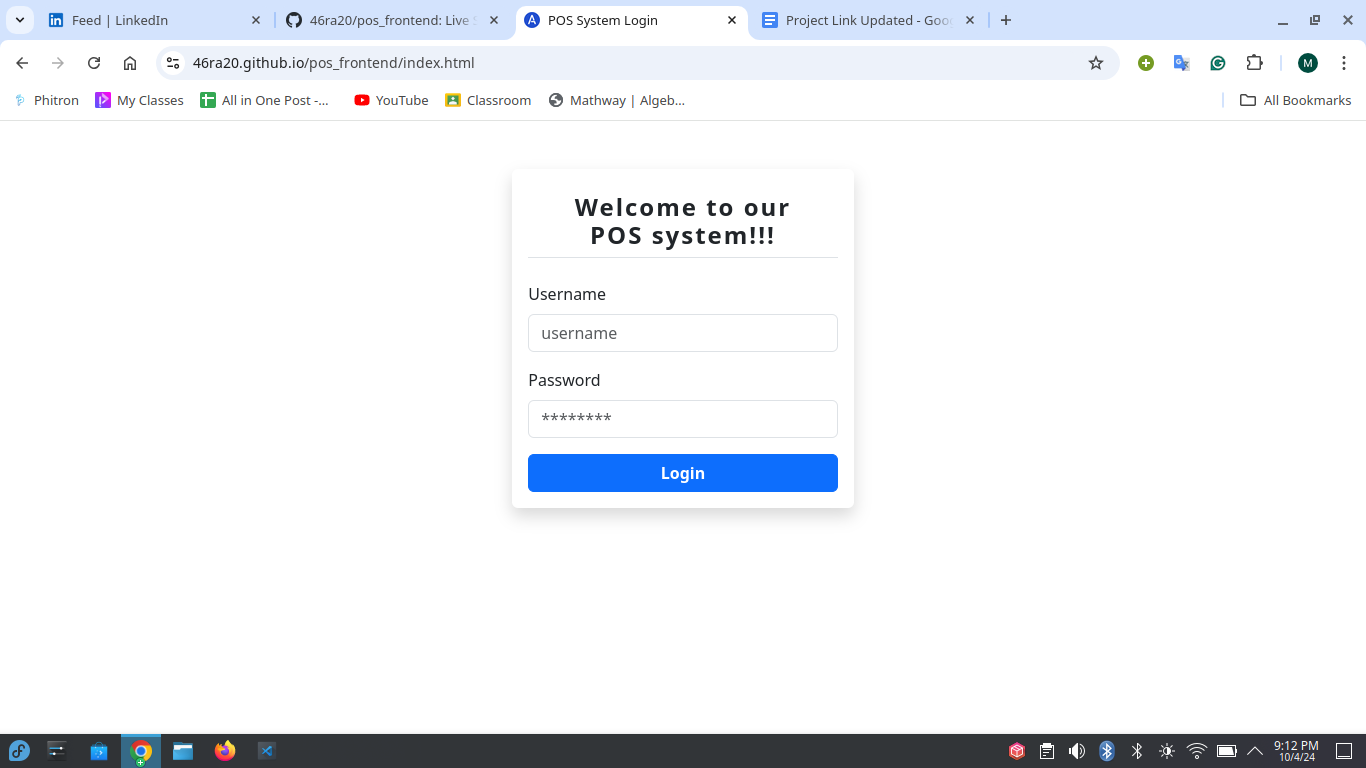 Feed | LinkedIn
46ra20/pos_frontend: Live
POS System Login
Project Link Updated - Goo
46ra20.github.io/pos_frontend/index.html
M
Phitron
My Classes
All in One Post -...
YouTube
Classroom
Mathway | Algeb...
All Bookmarks
Welcome to our
POS system!!!
Username
username
Password
********
Login
9:12 PM
10/4/24